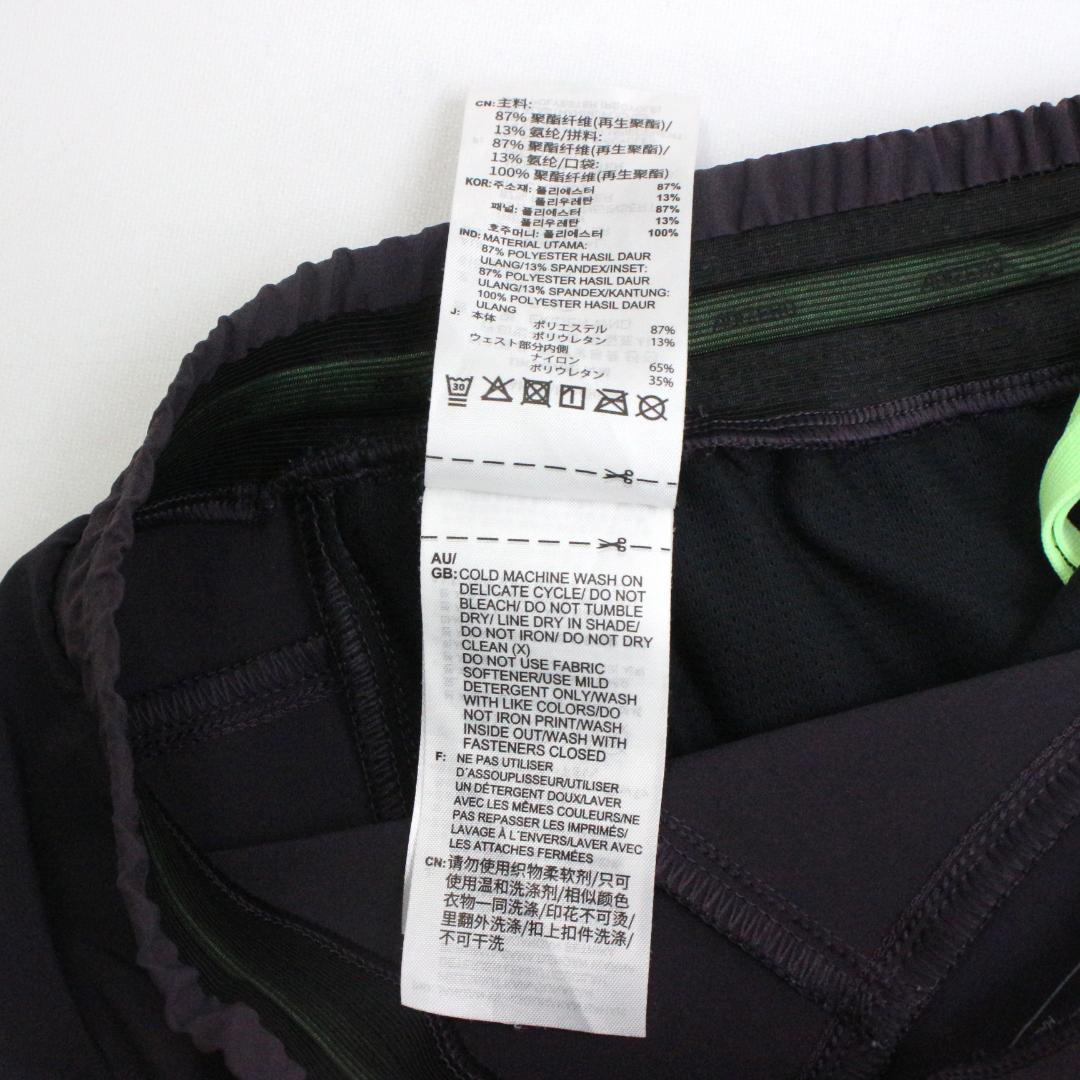 CN: 主料:
87% 聚酯纤维(再生聚酯)/
13% 氨纶/拼料:
87% 聚酯纤维(再生聚酯)/
13% 氨纶/口袋:
100% 聚酯纤维(再生聚酯)
KOR: 주소재: 폴리에스터 87%
폴리우레탄 13%
패널: 폴리에스터 87%
폴리우레탄 13%
호주머니: 폴리에스터 100%
IND: MATERIAL UTAMA:
87% POLYESTER HASIL DAUR
ULANG/13% SPANDEX/INSET:
87% POLYESTER HASIL DAUR
ULANG/13% SPANDEX/KANTUNG:
100% POLYESTER HASIL DAUR
ULANG
J: 本体
ポリエステル 87%
ポリウレタン 13%
ウェスト部分内側
ナイロン 65%
ポリウレタン 35%
30
AU/
GB: COLD MACHINE WASH ON
DELICATE CYCLE/ DO NOT
BLEACH/ DO NOT TUMBLE
DRY/ LINE DRY IN SHADE/
DO NOT IRON/ DO NOT DRY
CLEAN (X)
DO NOT USE FABRIC
SOFTENER/USE MILD
DETERGENT ONLY/WASH
WITH LIKE COLORS/DO
NOT IRON PRINT/WASH
INSIDE OUT/WASH WITH
FASTENERS CLOSED
F: NE PAS UTILISER
D´ASSOUPLISSEUR/UTILISER
UN DÉTERGENT DOUX/LAVER
AVEC LES MÊMES COULEURS/NE
PAS REPASSER LES IMPRIMÉS/
LAVAGE À L´ENVERS/LAVER AVEC
LES ATTACHES FERMÉES
CN: 请勿使用织物柔软剂/只可
使用温和洗涤剂/相似颜色
衣物一同洗涤/印花不可烫/
里翻外洗涤/扣上扣件洗涤/
不可干洗